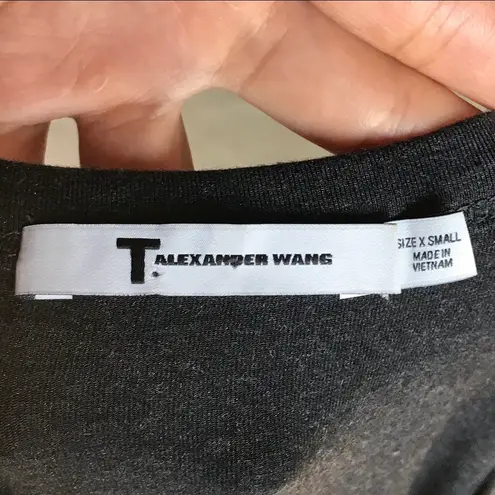 T ALEXANDER WANG
SIZE X SMALL
MADE IN
VIETNAM